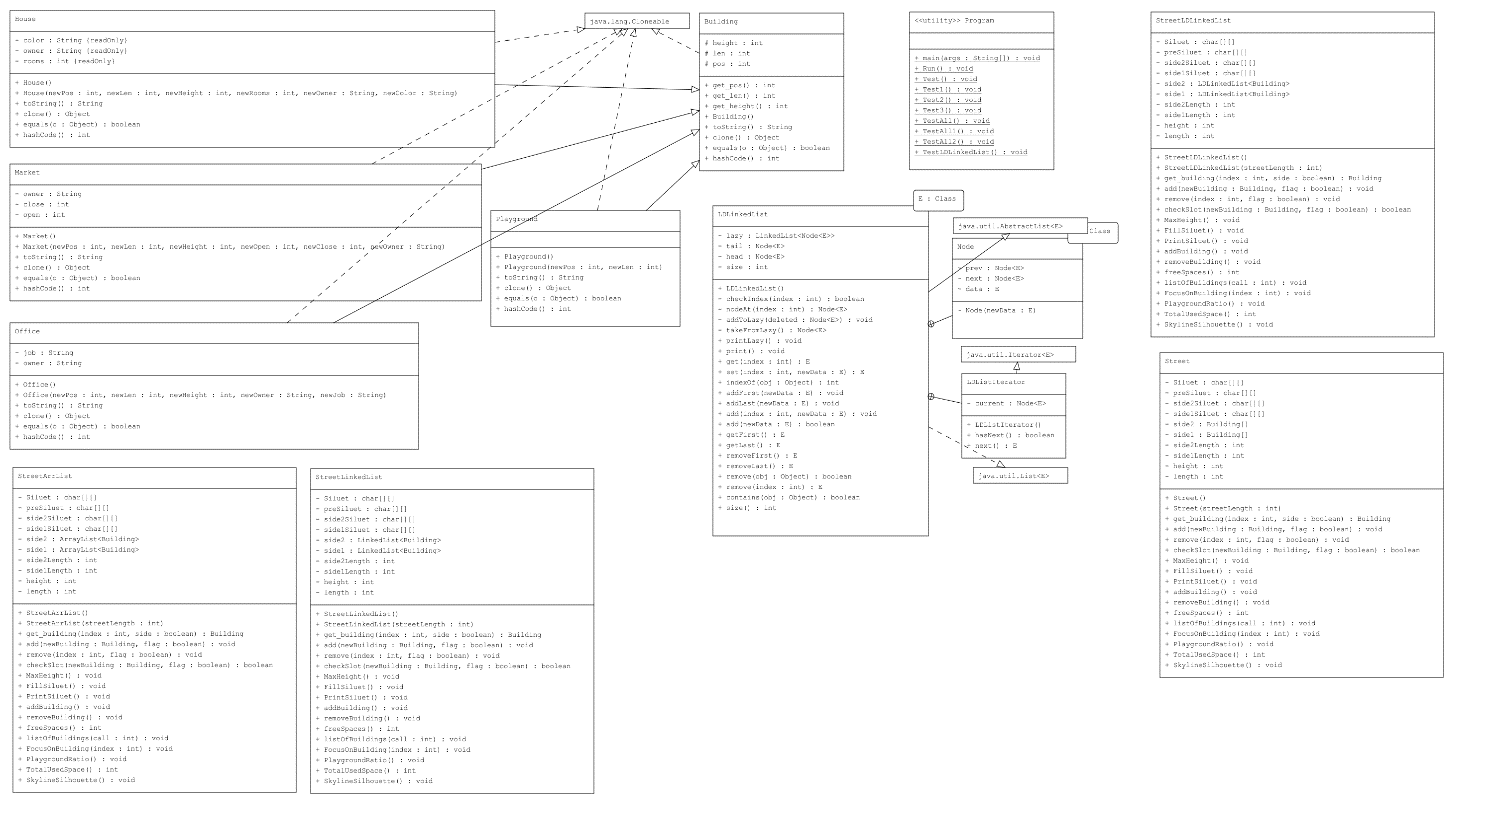 House
- color : String {readOnly}
- owner : String {readOnly}
- rooms : int {readOnly}
+ House()
+ House(newPos : int, newLen : int, newHeight : int, newRooms : int, newOwner : String, newColor : String)
+ toString() : String
+ clone() : Object
+ equals(o : Object) : boolean
+ hashCode() : int
java.lang.Cloneable
Building
# height : int
# len : int
# pos : int
+ get_pos() : int
+ get_len() : int
+ get_height() : int
+ Building()
+ toString() : String
+ clone() : Object
+ equals(o : Object) : boolean
+ hashCode() : int
<<utility>> Program
+ main(args : String[]) : void
+ Run() : void
+ Test() : void
+ Test1() : void
+ Test2() : void
+ Test3() : void
+ TestAll() : void
+ TestAll1() : void
+ TestAll2() : void
+ TestLDLinkedList() : void
StreetLDLinkedList
- Siluet : char[][]
- preSiluet : char[][]
- side2Siluet : char[][]
- side1Siluet : char[][]
- side2 : LDLinkedList<Building>
- side1 : LDLinkedList<Building>
- side2Length : int
- side1Length : int
- height : int
- length : int
+ StreetLDLinkedList()
+ StreetLDLinkedList(streetLength : int)
+ get_building(index : int, side : boolean) : Building
+ add(newBuilding : Building, flag : boolean) : void
+ remove(index : int, flag : boolean) : void
+ checkSlot(newBuilding : Building, flag : boolean) : boolean
+ MaxHeight() : void
+ FillSiluet() : void
+ PrintSiluet() : void
+ addBuilding() : void
+ removeBuilding() : void
+ freeSpaces() : int
+ listOfBuildings(call : int) : void
+ FocusOnBuilding(index : int) : void
+ PlaygroundRatio() : void
+ TotalUsedSpace() : int
+ SkylineSilhouette() : void
Market
- owner : String
- close : int
- open : int
+ Market()
+ Market(newPos : int, newLen : int, newHeight : int, newOpen : int, newClose : int, newOwner : String)
+ toString() : String
+ clone() : Object
+ equals(o : Object) : boolean
+ hashCode() : int
Playground
+ Playground()
+ Playground(newPos : int, newLen : int)
+ toString() : String
+ clone() : Object
+ equals(o : Object) : boolean
+ hashCode() : int
E : Class
LDLinkedList
- lazy : LinkedList<Node<E>>
- tail : Node<E>
- head : Node<E>
- size : int
+ LDLinkedList()
- checkIndex(index : int) : boolean
- nodeAt(index : int) : Node<E>
- addToLazy(deleted : Node<E>) : void
- takeFromLazy() : Node<E>
+ printLazy() : void
+ print() : void
+ get(index : int) : E
+ set(index : int, newData : E) : E
+ indexOf(obj : Object) : int
+ addFirst(newData : E) : void
+ addLast(newData : E) : void
+ add(index : int, newData : E) : void
+ add(newData : E) : boolean
+ getFirst() : E
+ getLast() : E
+ removeFirst() : E
+ removeLast() : E
+ remove(obj : Object) : boolean
+ remove(index : int) : E
+ contains(obj : Object) : boolean
+ size() : int
java.util.AbstractList<E>
Class
Node
- prev : Node<E>
- next : Node<E>
- data : E
- Node(newData : E)
java.util.Iterator<E>
LDListIterator
- current : Node<E>
+ LDListIterator()
+ hasNext() : boolean
+ next() : E
java.util.List<E>
Office
- job : String
- owner : String
+ Office()
+ Office(newPos : int, newLen : int, newHeight : int, newOwner : String, newJob : String)
+ toString() : String
+ clone() : Object
+ equals(o : Object) : boolean
+ hashCode() : int
Street
- Siluet : char[][]
- preSiluet : char[][]
- side2Siluet : char[][]
- side1Siluet : char[][]
- side2 : Building[]
- side1 : Building[]
- side2Length : int
- side1Length : int
- height : int
- length : int
+ Street()
+ Street(streetLength : int)
+ get_building(index : int, side : boolean) : Building
+ add(newBuilding : Building, flag : boolean) : void
+ remove(index : int, flag : boolean) : void
+ checkSlot(newBuilding : Building, flag : boolean) : boolean
+ MaxHeight() : void
+ FillSiluet() : void
+ PrintSiluet() : void
+ addBuilding() : void
+ removeBuilding() : void
+ freeSpaces() : int
+ listOfBuildings(call : int) : void
+ FocusOnBuilding(index : int) : void
+ PlaygroundRatio() : void
+ TotalUsedSpace() : int
+ SkylineSilhouette() : void
StreetArrList
- Siluet : char[][]
- preSiluet : char[][]
- side2Siluet : char[][]
- side1Siluet : char[][]
- side2 : ArrayList<Building>
- side1 : ArrayList<Building>
- side2Length : int
- side1Length : int
- height : int
- length : int
+ StreetArrList()
+ StreetArrList(streetLength : int)
+ get_building(index : int, side : boolean) : Building
+ add(newBuilding : Building, flag : boolean) : void
+ remove(index : int, flag : boolean) : void
+ checkSlot(newBuilding : Building, flag : boolean) : boolean
+ MaxHeight() : void
+ FillSiluet() : void
+ PrintSiluet() : void
+ addBuilding() : void
+ removeBuilding() : void
+ freeSpaces() : int
+ listOfBuildings(call : int) : void
+ FocusOnBuilding(index : int) : void
+ PlaygroundRatio() : void
+ TotalUsedSpace() : int
+ SkylineSilhouette() : void
StreetLinkedList
- Siluet : char[][]
- preSiluet : char[][]
- side2Siluet : char[][]
- side1Siluet : char[][]
- side2 : LinkedList<Building>
- side1 : LinkedList<Building>
- side2Length : int
- side1Length : int
- height : int
- length : int
+ StreetLinkedList()
+ StreetLinkedList(streetLength : int)
+ get_building(index : int, side : boolean) : Building
+ add(newBuilding : Building, flag : boolean) : void
+ remove(index : int, flag : boolean) : void
+ checkSlot(newBuilding : Building, flag : boolean) : boolean
+ MaxHeight() : void
+ FillSiluet() : void
+ PrintSiluet() : void
+ addBuilding() : void
+ removeBuilding() : void
+ freeSpaces() : int
+ listOfBuildings(call : int) : void
+ FocusOnBuilding(index : int) : void
+ PlaygroundRatio() : void
+ TotalUsedSpace() : int
+ SkylineSilhouette() : void